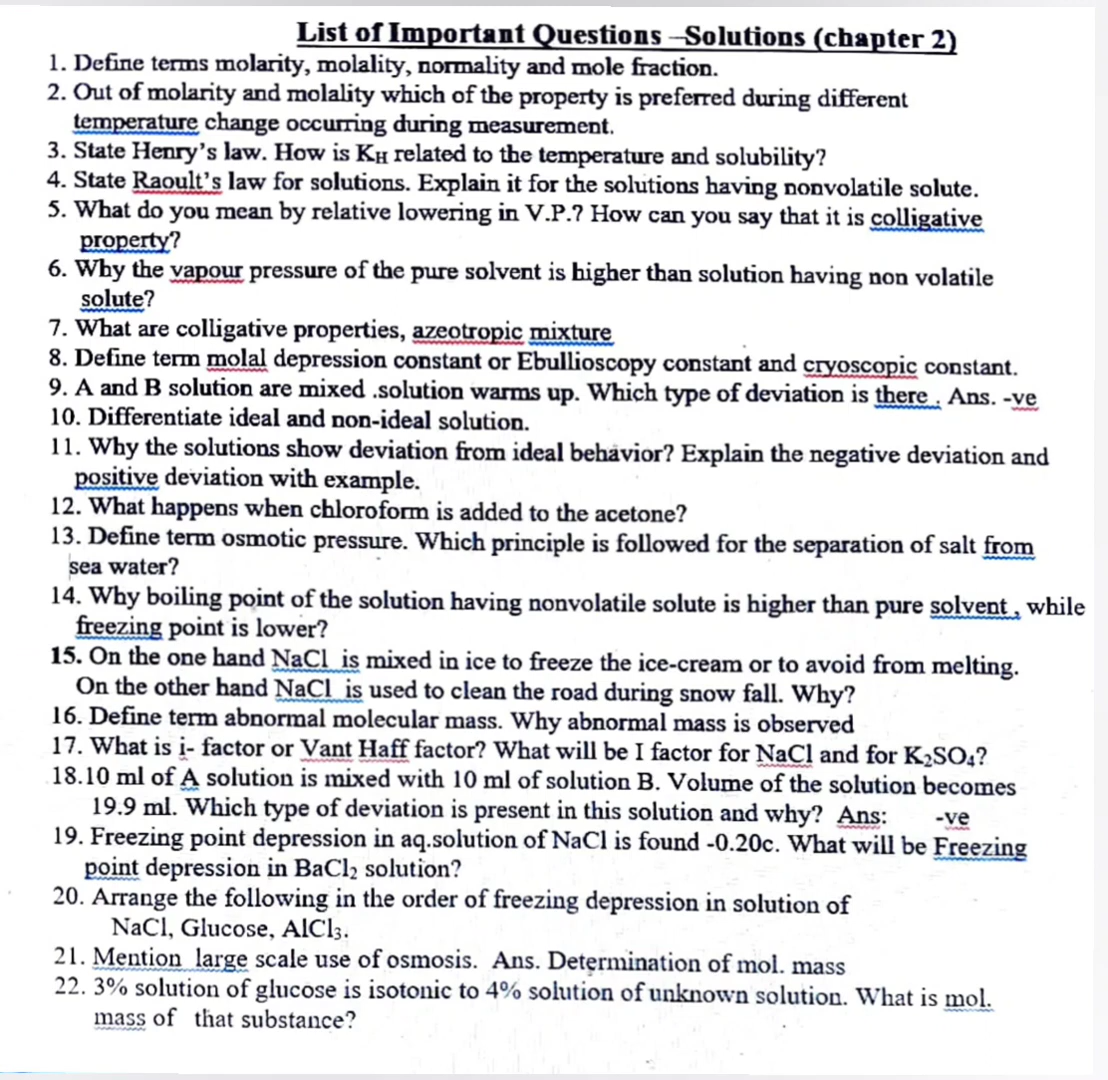 List of Important Questions –Solutions (chapter 2)
1. Define terms molarity, molality, normality and mole fraction.
2. Out of molarity and molality which of the property is preferred during different
temperature change occurring during measurement.
3. State Henry's law. How is KH related to the temperature and solubility?
4. State Raoult's law for solutions. Explain it for the solutions having nonvolatile solute.
5. What do you mean by relative lowering in V.P.? How can you say that it is colligative
property?
6. Why the vapour pressure of the pure solvent is higher than solution having non volatile
solute?
7. What are colligative properties, azeotropic mixture
8. Define term molal depression constant or Ebullioscopy constant and cryoscopic constant.
9. A and B solution are mixed .solution warms up. Which type of deviation is there . Ans. -ve
10. Differentiate ideal and non-ideal solution.
11. Why the solutions show deviation from ideal behavior? Explain the negative deviation and
positive deviation with example.
12. What happens when chloroform is added to the acetone?
13. Define term osmotic pressure. Which principle is followed for the separation of salt from
sea water?
14. Why boiling point of the solution having nonvolatile solute is higher than pure solvent , while
freezing point is lower?
15. On the one hand NaCl is mixed in ice to freeze the ice-cream or to avoid from melting.
On the other hand NaCl is used to clean the road during snow fall. Why?
16. Define term abnormal molecular mass. Why abnormal mass is observed
17. What is i- factor or Vant Haff factor? What will be I factor for NaCl and for K₂SO₄?
18.10 ml of A solution is mixed with 10 ml of solution B. Volume of the solution becomes
19.9 ml. Which type of deviation is present in this solution and why? Ans: -ve
19. Freezing point depression in aq.solution of NaCl is found -0.20c. What will be Freezing
point depression in BaCl₂ solution?
20. Arrange the following in the order of freezing depression in solution of
NaCl, Glucose, AlCl₃.
21. Mention large scale use of osmosis. Ans. Determination of mol. mass
22. 3% solution of glucose is isotonic to 4% solution of unknown solution. What is mol.
mass of that substance?